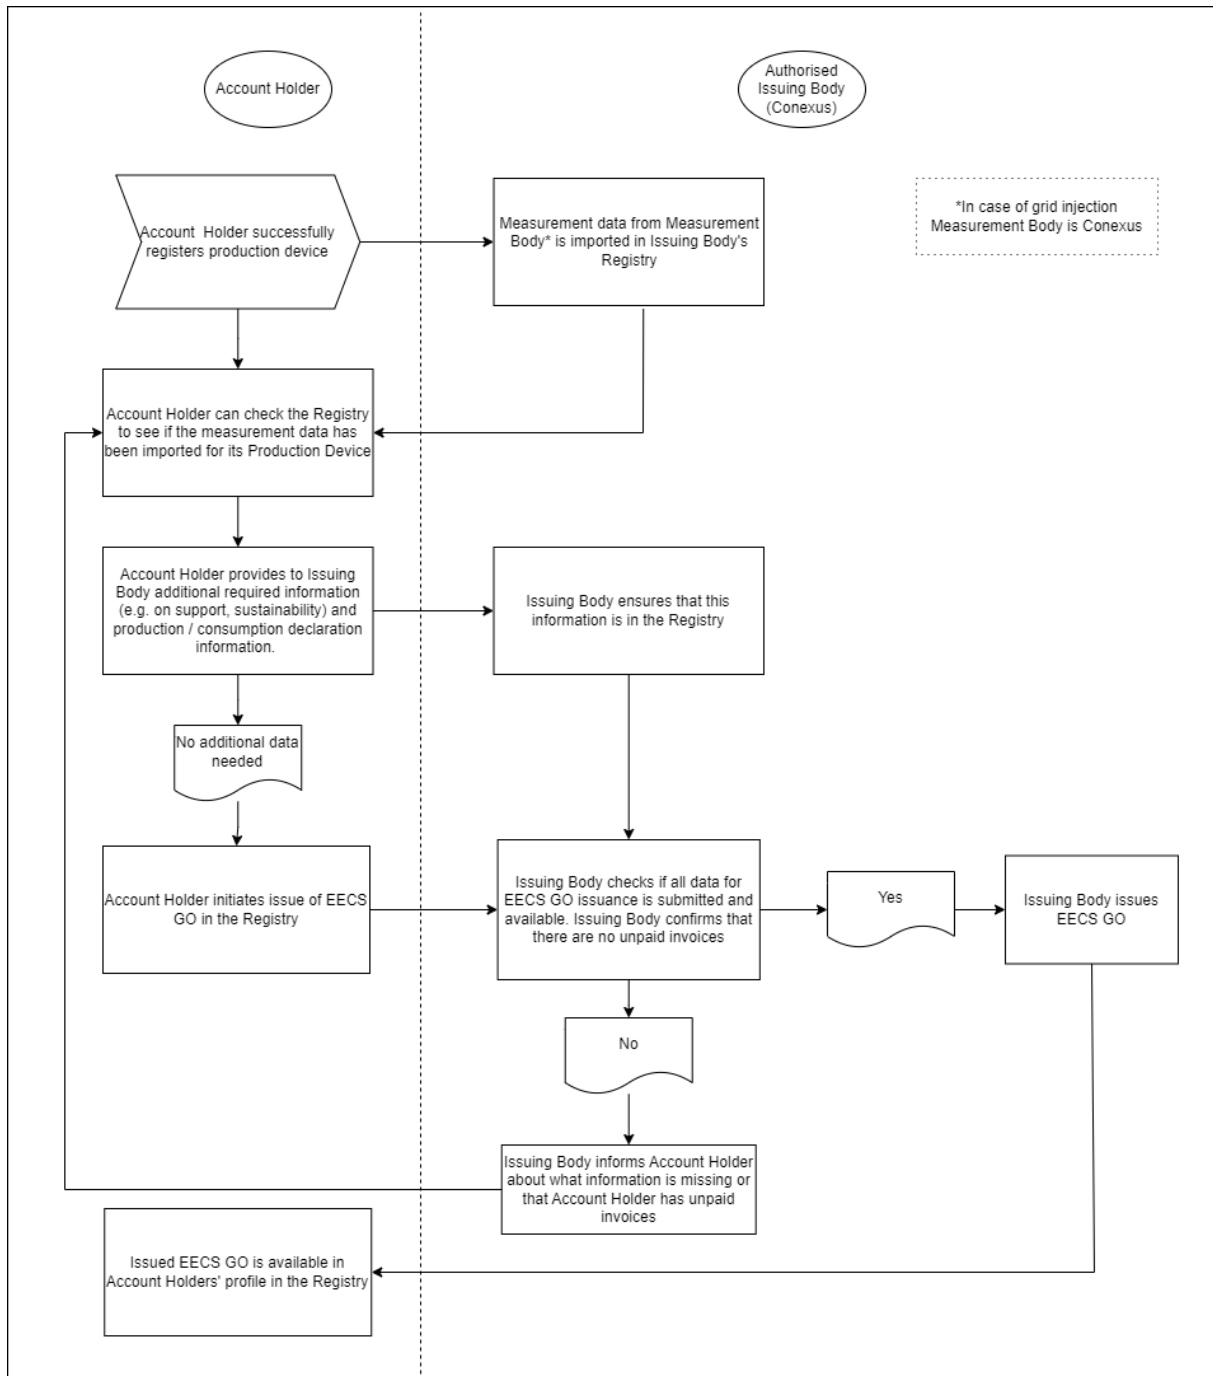 Account Holder
Authorised
Issuing Body
(Conexus)
Account  Holder successfully
registers production device
Measurement data from Measurement
Body* is imported in Issuing Body's
Registry
*In case of grid injection
Measurement Body is Conexus
Account Holder can check the Registry
to see if the measurement data has
been imported for its Production Device
Account Holder provides to Issuing
Body additional required information
(e.g. on support, sustainability) and
production / consumption declaration
information.
Issuing Body ensures that this
information is in the Registry
No additional data
needed
Account Holder initiates issue of EECS
GO in the Registry
Issuing Body checks if all data for
EECS GO issuance is submitted and
available. Issuing Body confirms that
there are no unpaid invoices
Yes
Issuing Body issues
EECS GO
No
Issuing Body informs Account Holder
about what information is missing or
that Account Holder has unpaid
invoices
Issued EECS GO is available in
Account Holders' profile in the Registry